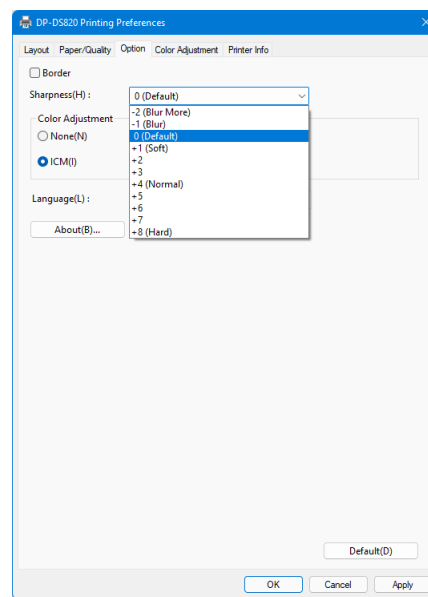 DP-DS820 Printing Preferences
Layout Paper/Quality Option Color Adjustment Printer Info
Border
Sharpness(H) : 0 (Default)
-2 (Blur More)
-1 (Blur)
0 (Default)
+1 (Soft)
+2
+3
+4 (Normal)
+5
+6
+7
+8 (Hard)
Color Adjustment
None(N)
ICM(I)
Language(L) :
About(B)...
Default(D)
OK Cancel Apply